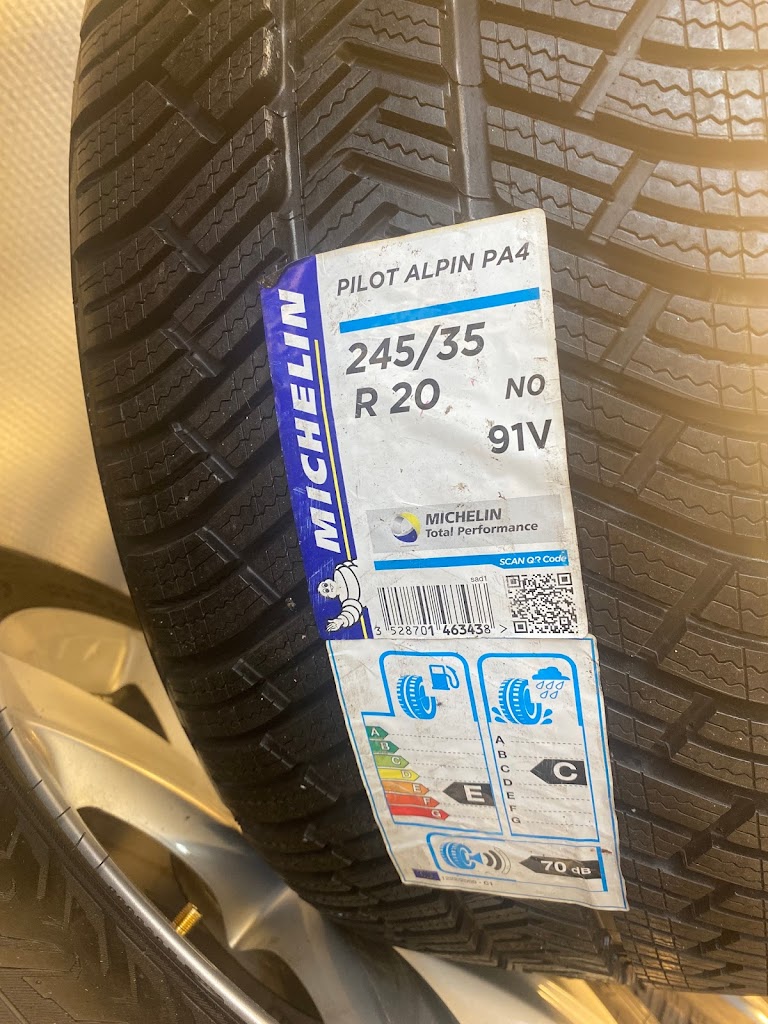 PILOT ALPIN PA4
MICHELIN
245/35
R 20 NO
91V
MICHELIN
Total Performance
SCAN QR Code
sad1
3 528701 463438 >
A
B
C
D
E
F
G
E
A
B
C
D
E
F
G
C
70 dB